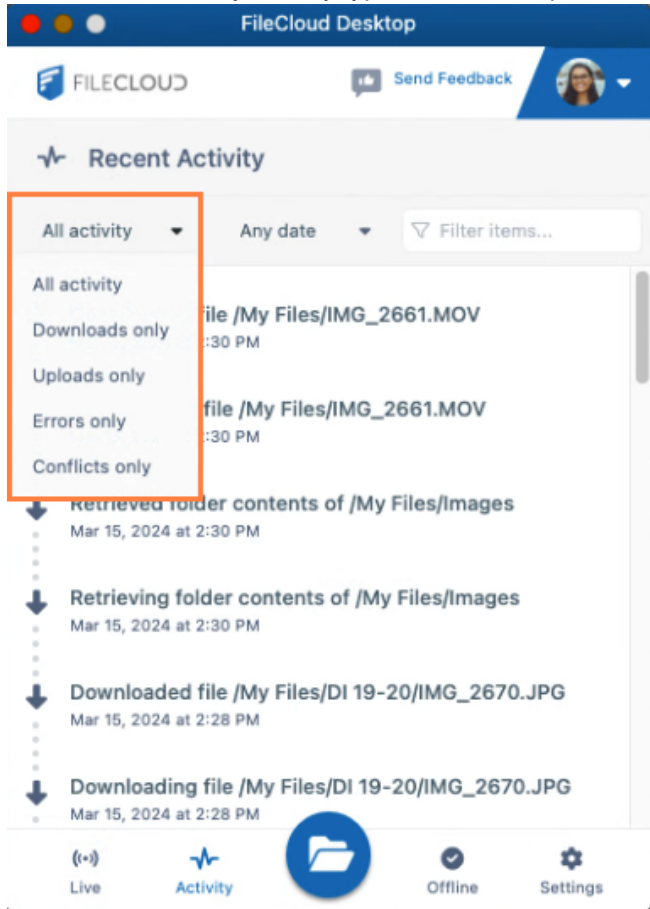 FileCloud Desktop
FILECLOUD
Send Feedback
Recent Activity
All activity
Any date
Filter items...
All activity
Downloads only
Uploads only
Errors only
Conflicts only
file /My Files/IMG_2661.MOV
:30 PM
file /My Files/IMG_2661.MOV
:30 PM
Retrieved folder contents of /My Files/Images
Mar 15, 2024 at 2:30 PM
Retrieving folder contents of /My Files/Images
Mar 15, 2024 at 2:30 PM
Downloaded file /My Files/DI 19-20/IMG_2670.JPG
Mar 15, 2024 at 2:28 PM
Downloading file /My Files/DI 19-20/IMG_2670.JPG
Mar 15, 2024 at 2:28 PM
Live
Activity
Offline
Settings